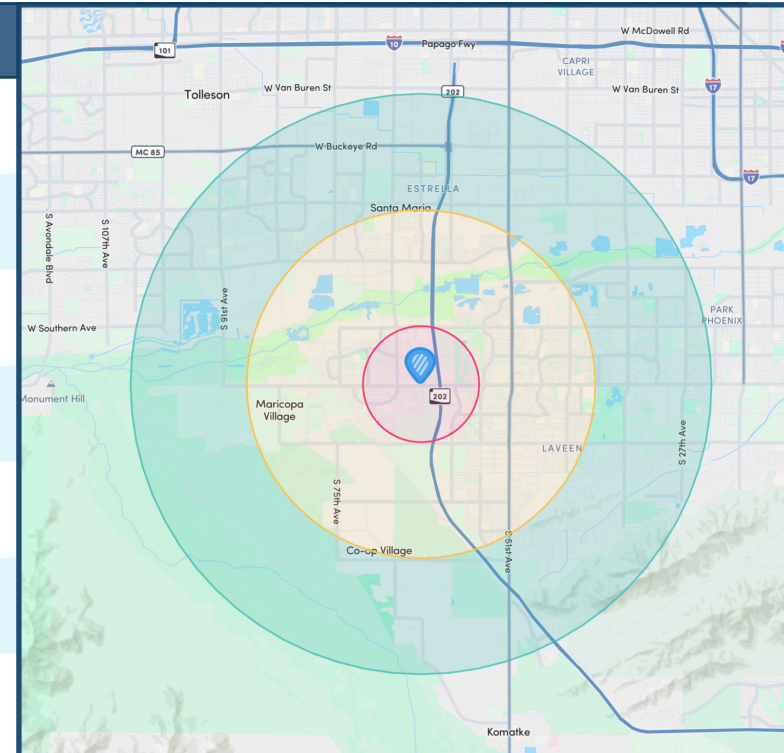 W McDowell Rd
101
10
Papago Fwy
CAPRI
VILLAGE
17
202
Tolleson
W Van Buren St
W Van Buren St
MC 85
W Buckeye Rd
17
ESTRELLA
Santa Maria
S Avondale Blvd
S 107th Ave
S 91st Ave
W Southern Ave
PARK
PHOENIX
Monument Hill
202
Maricopa
Village
LAVEEN
S 27th Ave
S 75th Ave
S 51st Ave
Co-op Village
Komatke